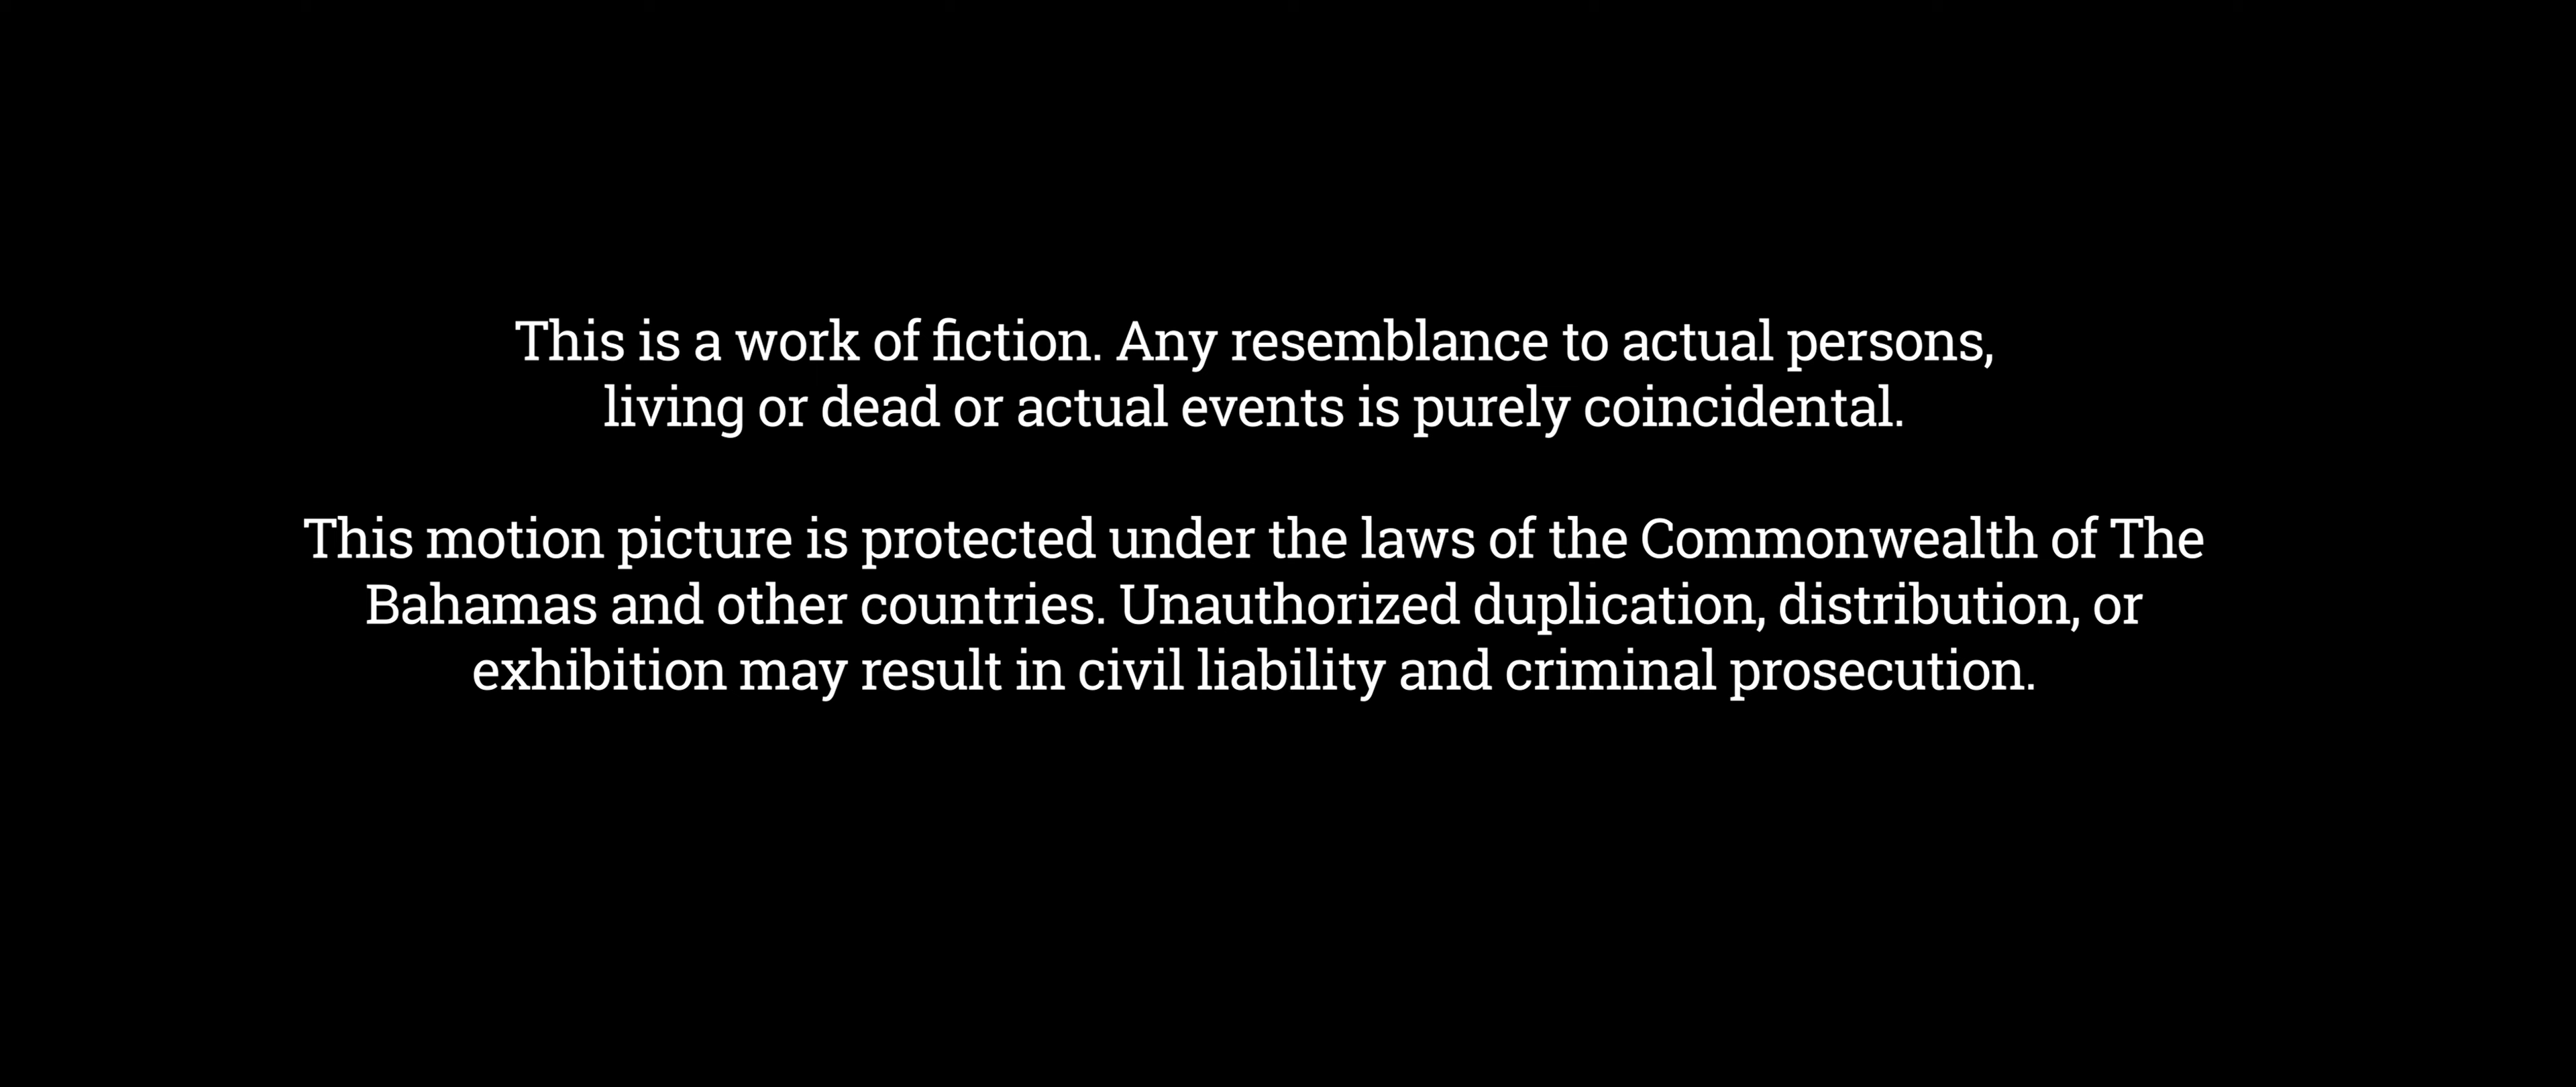 This is a work of fiction. Any resemblance to actual persons,
living or dead or actual events is purely coincidental.
This motion picture is protected under the laws of the Commonwealth of The
Bahamas and other countries. Unauthorized duplication, distribution, or
exhibition may result in civil liability and criminal prosecution.